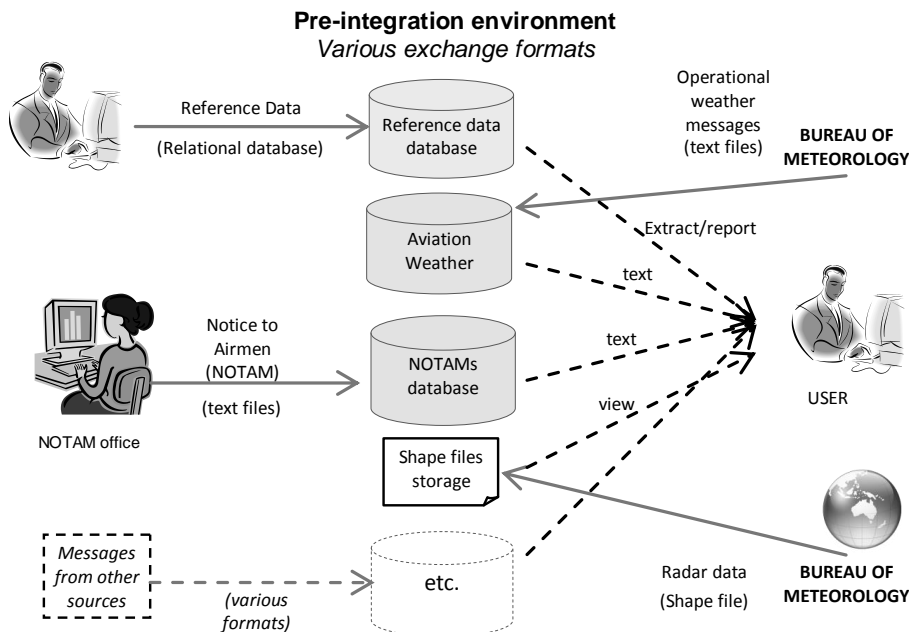 Pre-integration environment
Various exchange formats
Reference Data
(Relational database)
Reference data
database
Operational
weather
messages
(text files)
BUREAU OF
METEOROLOGY
Aviation
Weather
Extract/report
text
Notice to
Airmen
(NOTAM)
(text files)
NOTAM office
NOTAMs
database
text
view
USER
Shape files
storage
Messages
from other
sources
(various
formats)
etc.
Radar data
(Shape file)
BUREAU OF
METEOROLOGY